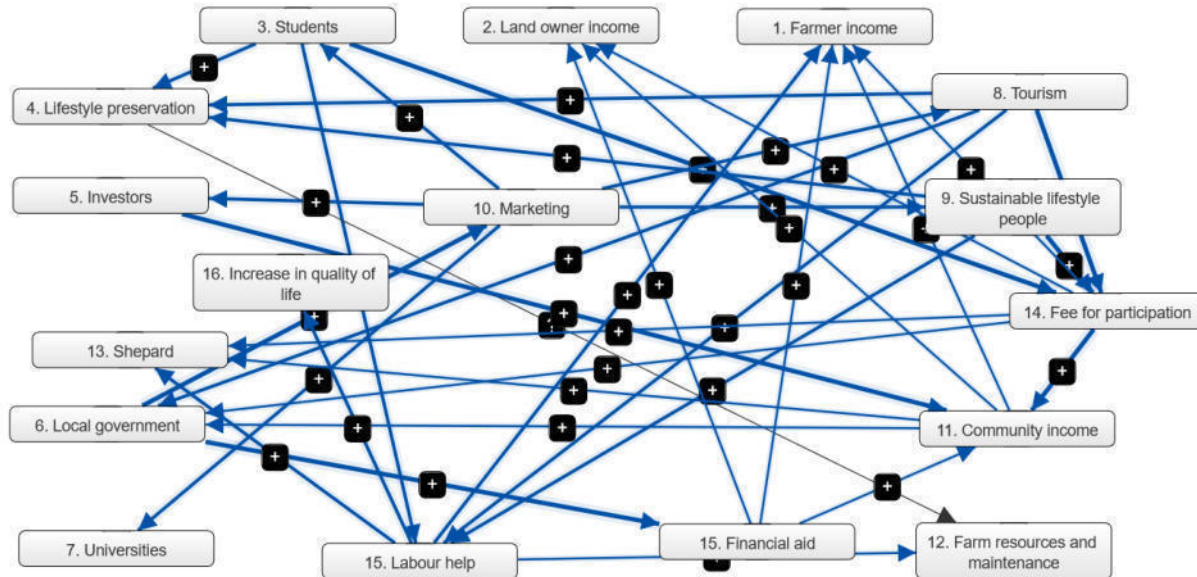 3. Students
2. Land owner income
1. Farmer income
4. Lifestyle preservation
8. Tourism
5. Investors
10. Marketing
9. Sustainable lifestyle
people
16. Increase in quality of
life
14. Fee for participation
13. Shepard
6. Local government
11. Community income
7. Universities
15. Labour help
15. Financial aid
12. Farm resources and
maintenance